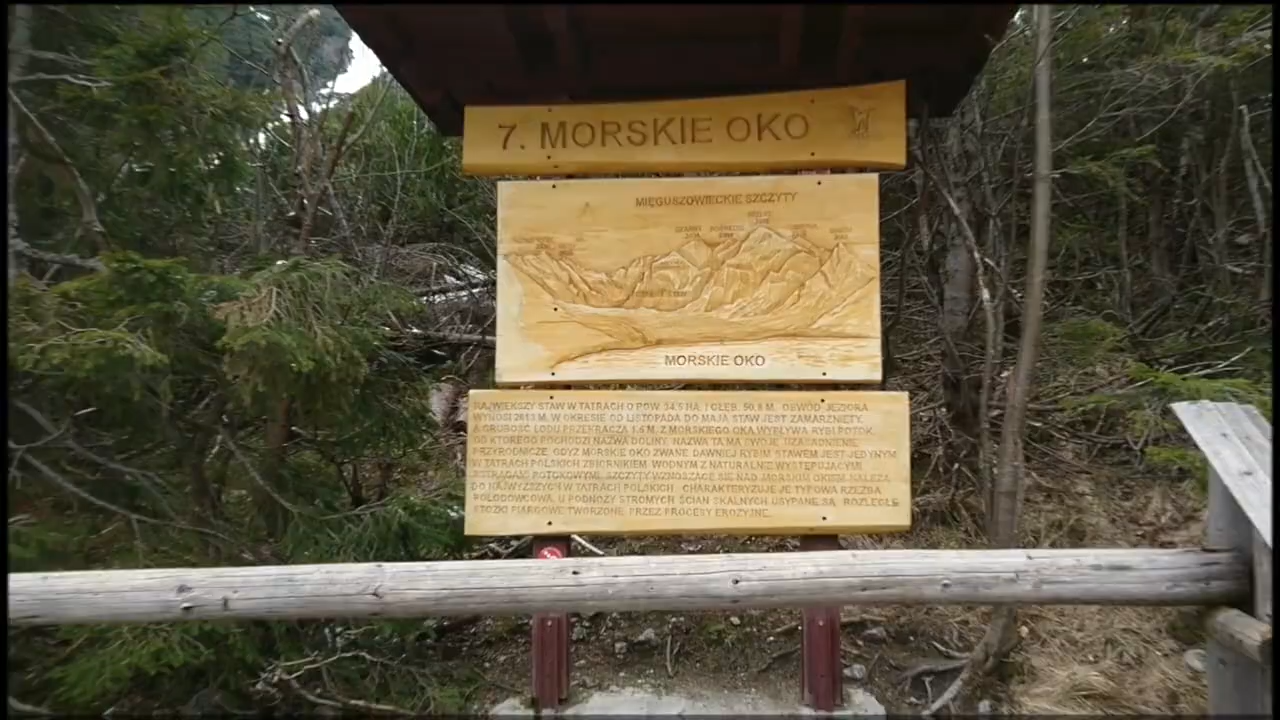 7. MORSKIE OKO
MIĘGUSZOWIECKIE SZCZYTY
MORSKIE OKO
NAJWIĘKSZY STAW W TATRACH O POW. 34,5 HA, I GŁĘB. 50,8 M. OBWÓD JEZIORA
WYNOSI 2613 M. W OKRESIE OD LISTOPADA DO MAJA STAW JEST ZAMARZNIĘTY,
A GRUBOŚĆ LODU PRZEKRACZA 1,5 M. Z MORSKIEGO OKA WYPŁYWA RYBI POTOK,
OD KTÓREGO POCHODZI NAZWA DOLINY. NAZWA TA MA SWOJE UZASADNIENIE
PRZYRODNICZE, GDYŻ MORSKIE OKO ZWANE DAWNIEJ RYBIM STAWEM JEST JEDYNYM
W TATRACH POLSKICH ZBIORNIKIEM WODNYM Z NATURALNIE WYSTĘPUJĄCYMI
PSTRĄGAMI POTOKOWYMI. SZCZYTY WZNOSZĄCE SIĘ NAD MORSKIM OKIEM NALEŻĄ
DO NAJWYŻSZYCH W TATRACH POLSKICH. CHARAKTERYZUJE JE TYPOWA RZEŹBA
POLODOWCOWA. U PODNÓŻY STROMYCH ŚCIAN SKALNYCH USYPANE SĄ ROZLEGŁE
STOŻKI PIARGOWE TWORZONE PRZEZ PROCESY EROZYJNE.